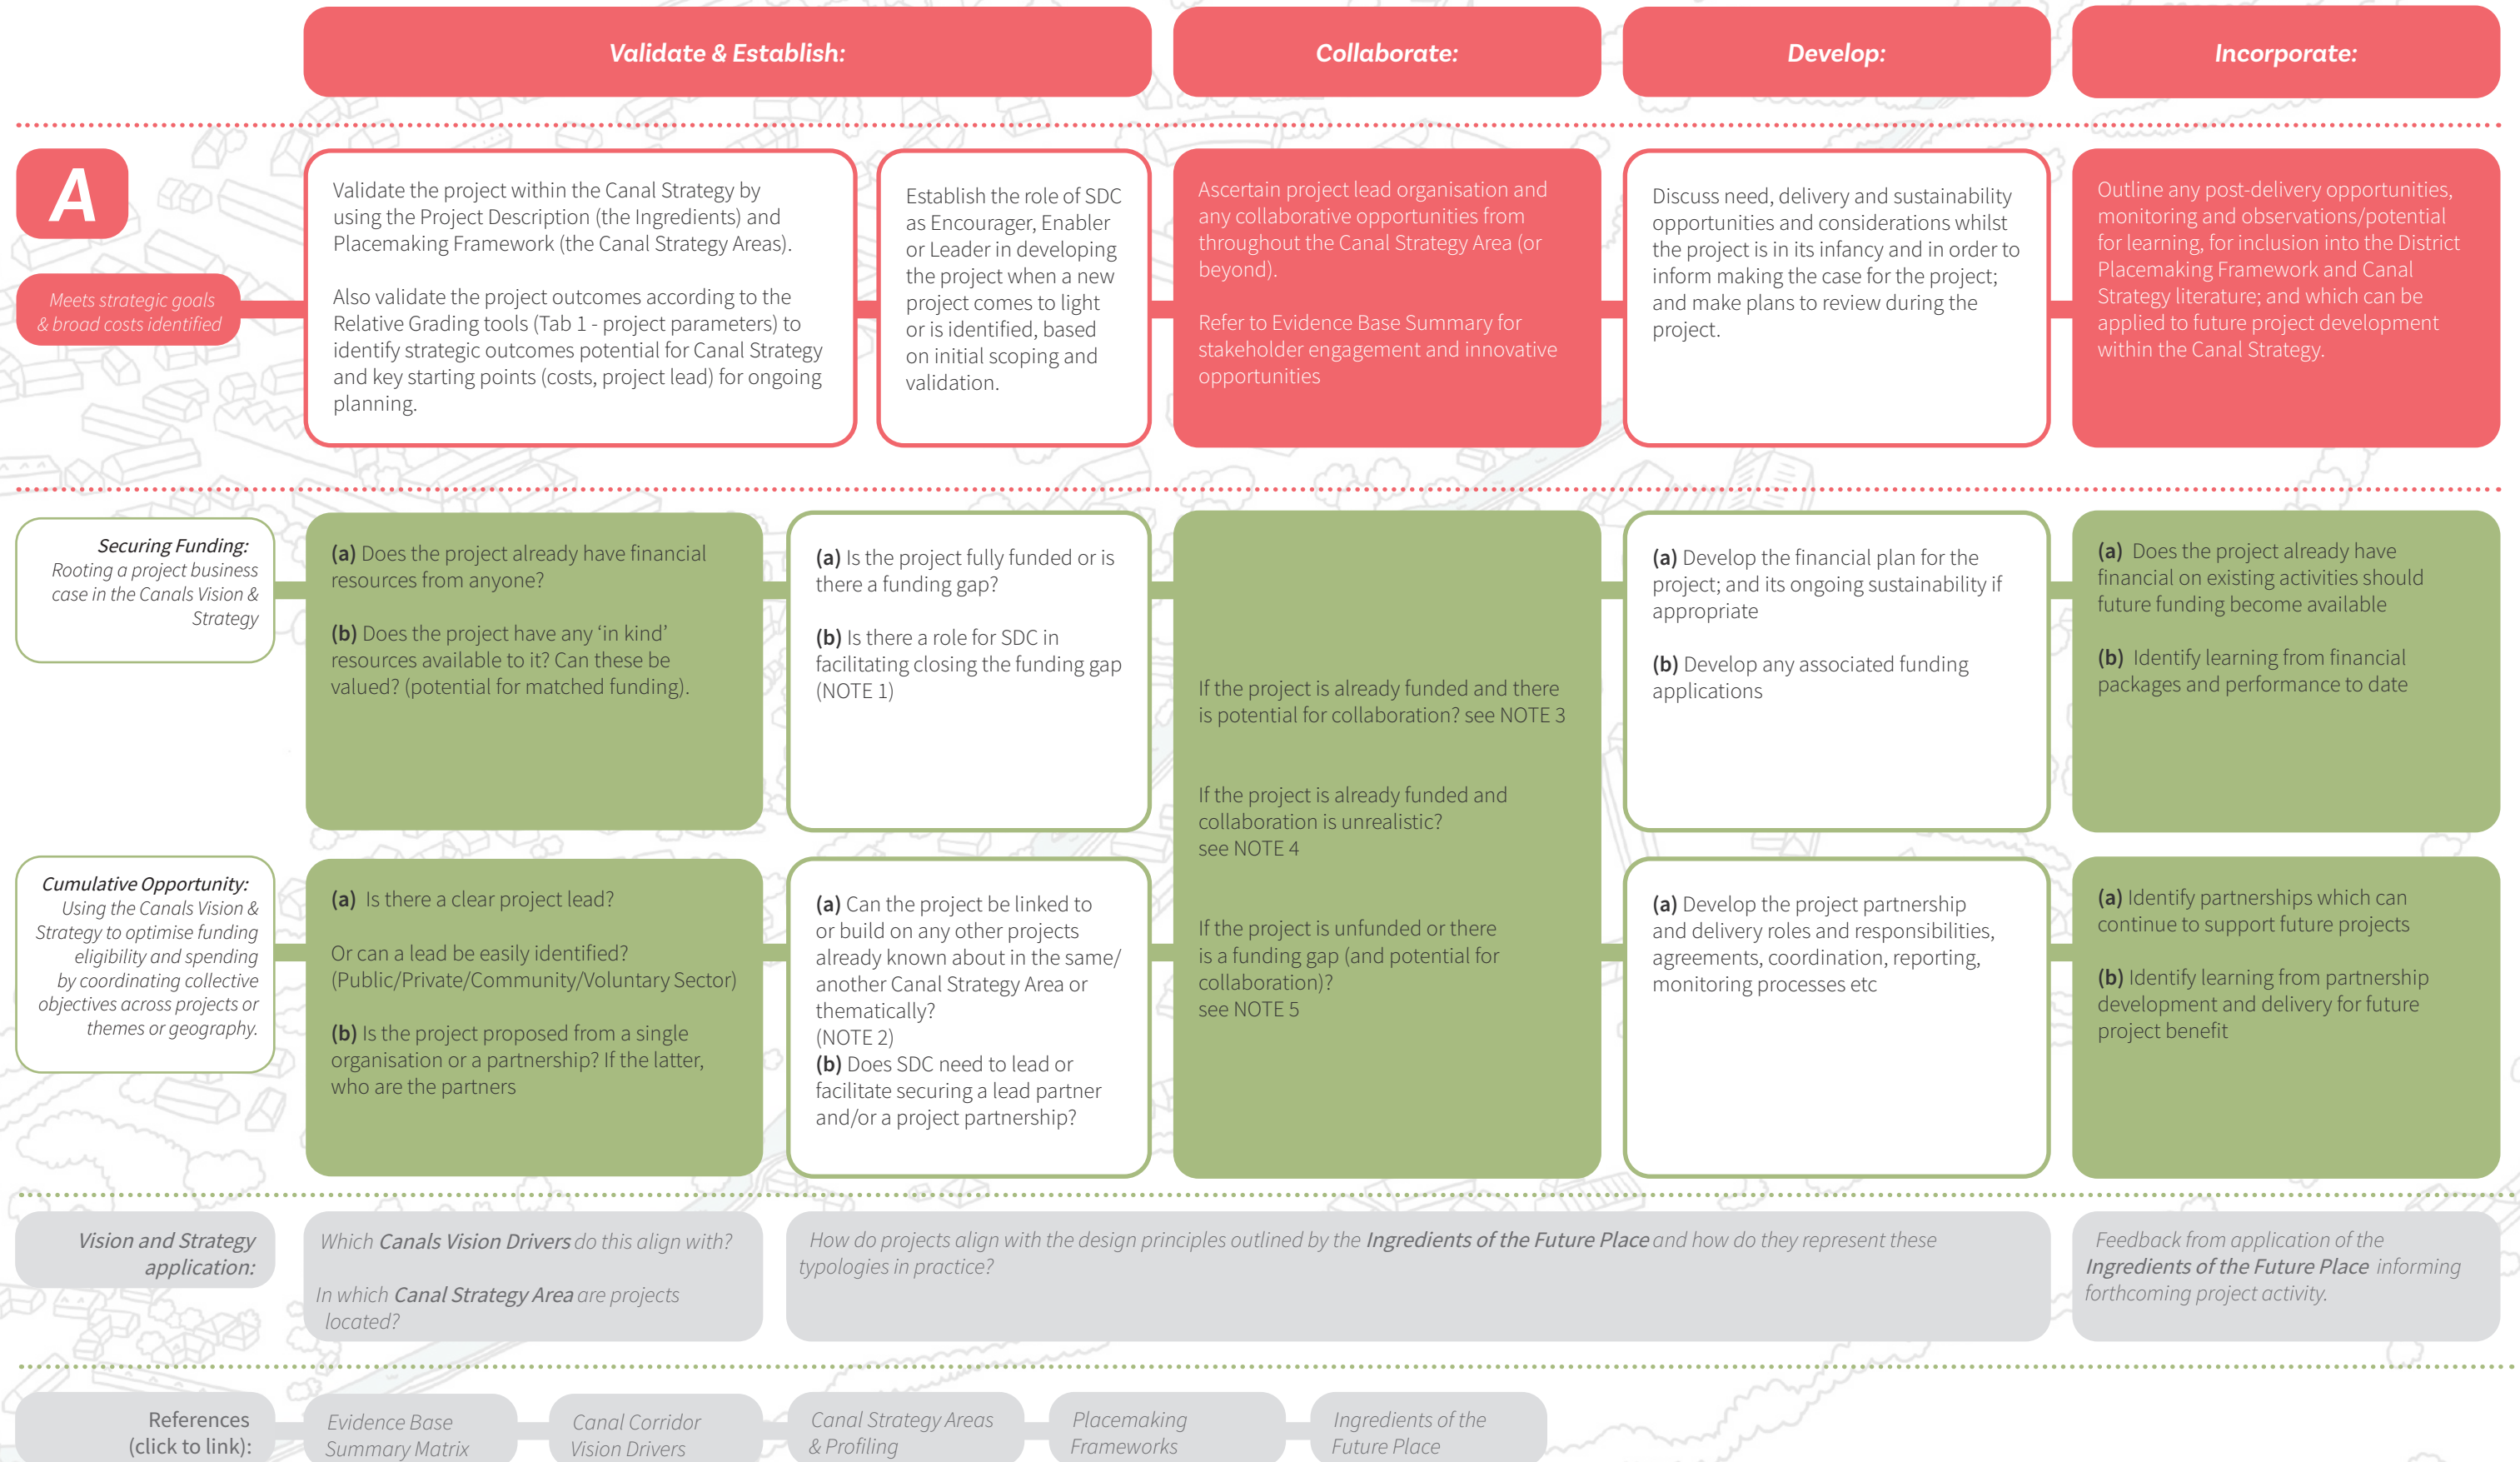 Validate & Establish:
Collaborate:
Develop:
Incorporate:
A
Meets strategic goals
& broad costs identified
Validate the project within the Canal Strategy by
using the Project Description (the Ingredients) and
Placemaking Framework (the Canal Strategy Areas).
Also validate the project outcomes according to the
Relative Grading tools (Tab 1 - project parameters) to
identify strategic outcomes potential for Canal Strategy
and key starting points (costs, project lead) for ongoing
planning.
Establish the role of SDC
as Encourager, Enabler
or Leader in developing
the project when a new
project comes to light
or is identified, based
on initial scoping and
validation.
Ascertain project lead organisation and
any collaborative opportunities from
throughout the Canal Strategy Area (or
beyond).
Refer to Evidence Base Summary for
stakeholder engagement and innovative
opportunities
Discuss need, delivery and sustainability
opportunities and considerations whilst
the project is in its infancy and in order to
inform making the case for the project;
and make plans to review during the
project.
Outline any post-delivery opportunities,
monitoring and observations/potential
for learning, for inclusion into the District
Placemaking Framework and Canal
Strategy literature; and which can be
applied to future project development
within the Canal Strategy.
Securing Funding:
Rooting a project business
case in the Canals Vision &
Strategy
(a) Does the project already have financial
resources from anyone?
(b) Does the project have any ‘in kind’
resources available to it? Can these be
valued? (potential for matched funding).
(a) Is the project fully funded or is
there a funding gap?
(b) Is there a role for SDC in
facilitating closing the funding gap
(NOTE 1)
If the project is already funded and there
is potential for collaboration? see NOTE 3
If the project is already funded and
collaboration is unrealistic?
see NOTE 4
If the project is unfunded or there
is a funding gap (and potential for
collaboration)?
see NOTE 5
(a) Develop the financial plan for the
project; and its ongoing sustainability if
appropriate
(b) Develop any associated funding
applications
(a) Does the project already have
financial on existing activities should
future funding become available
(b) Identify learning from financial
packages and performance to date
Cumulative Opportunity:
Using the Canals Vision &
Strategy to optimise funding
eligibility and spending
by coordinating collective
objectives across projects or
themes or geography.
(a) Is there a clear project lead?
Or can a lead be easily identified?
(Public/Private/Community/Voluntary Sector)
(b) Is the project proposed from a single
organisation or a partnership? If the latter,
who are the partners
(a) Can the project be linked to
or build on any other projects
already known about in the same/
another Canal Strategy Area or
thematically?
(NOTE 2)
(b) Does SDC need to lead or
facilitate securing a lead partner
and/or a project partnership?
(a) Develop the project partnership
and delivery roles and responsibilities,
agreements, coordination, reporting,
monitoring processes etc
(a) Identify partnerships which can
continue to support future projects
(b) Identify learning from partnership
development and delivery for future
project benefit
Vision and Strategy
application:
Which Canals Vision Drivers do this align with?
In which Canal Strategy Area are projects
located?
How do projects align with the design principles outlined by the Ingredients of the Future Place and how do they represent these
typologies in practice?
Feedback from application of the
Ingredients of the Future Place informing
forthcoming project activity.
References
(click to link):
Evidence Base
Summary Matrix
Canal Corridor
Vision Drivers
Canal Strategy Areas
& Profiling
Placemaking
Frameworks
Ingredients of the
Future Place